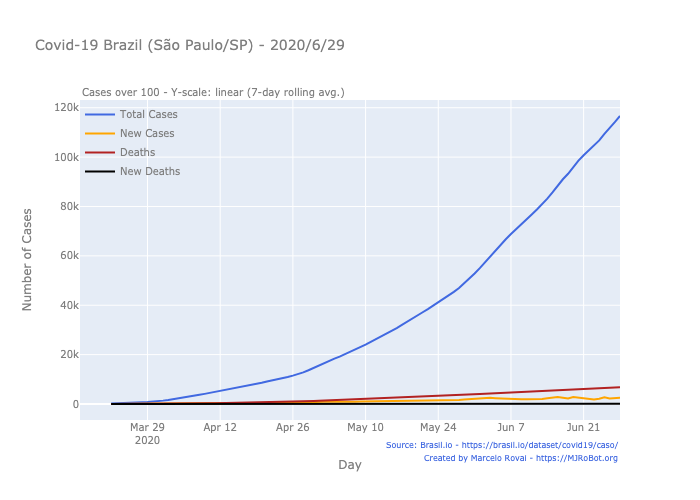 Covid-19 Brazil (São Paulo/SP) - 2020/6/29
Cases over 100 - Y-scale: linear (7-day rolling avg.)
Total Cases
New Cases
Deaths
New Deaths
120k
100k
80k
60k
40k
20k
0
Number of Cases
Mar 29
2020
Apr 12
Apr 26
May 10
May 24
Jun 7
Jun 21
Day
Source: Brasil.io - https://brasil.io/dataset/covid19/caso/
Created by Marcelo Rovai - https://MJRoBot.org